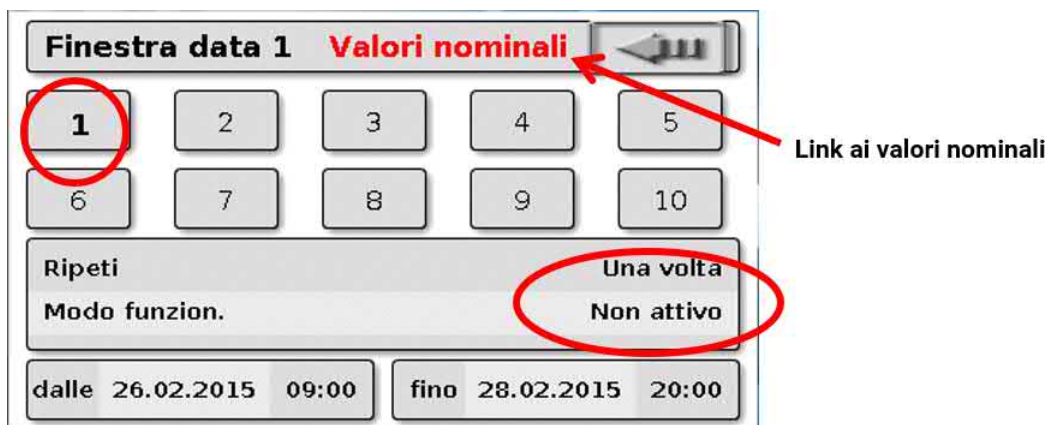 Finestra data 1 Valori nominali
1 2 3 4 5
Link ai valori nominali
6 7 8 9 10
Ripeti Una volta
Modo funzion. Non attivo
dalle 26.02.2015 09:00 fino 28.02.2015 20:00